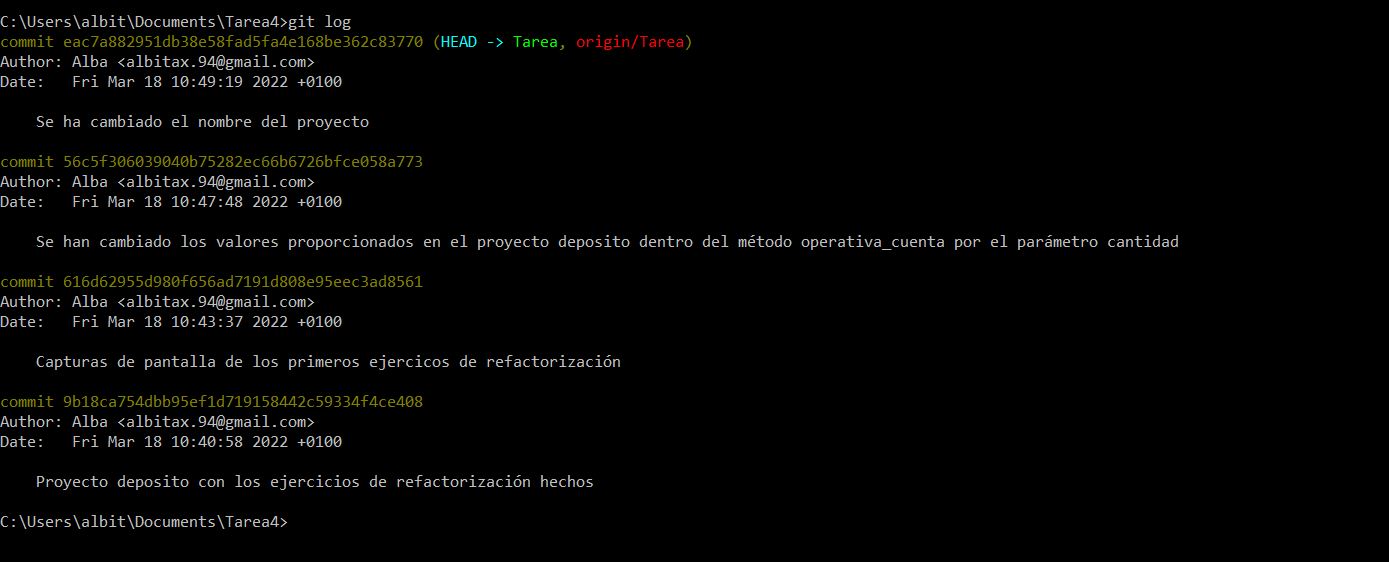 C:\Users\albit\Documents\Tarea4>git log
commit eac7a882951db38e58fad5fa4e168be362c83770 (HEAD -> Tarea, origin/Tarea)
Author: Alba <albitax.94@gmail.com>
Date:   Fri Mar 18 10:49:19 2022 +0100
Se ha cambiado el nombre del proyecto
commit 56c5f306039040b75282ec66b6726bfce058a773
Author: Alba <albitax.94@gmail.com>
Date:   Fri Mar 18 10:47:48 2022 +0100
Se han cambiado los valores proporcionados en el proyecto deposito dentro del método operativa_cuenta por el parámetro cantidad
commit 616d62955d980f656ad7191d808e95eec3ad8561
Author: Alba <albitax.94@gmail.com>
Date:   Fri Mar 18 10:43:37 2022 +0100
Capturas de pantalla de los primeros ejercicos de refactorización
commit 9b18ca754dbb95ef1d719158442c59334f4ce408
Author: Alba <albitax.94@gmail.com>
Date:   Fri Mar 18 10:40:58 2022 +0100
Proyecto deposito con los ejercicios de refactorización hechos
C:\Users\albit\Documents\Tarea4>